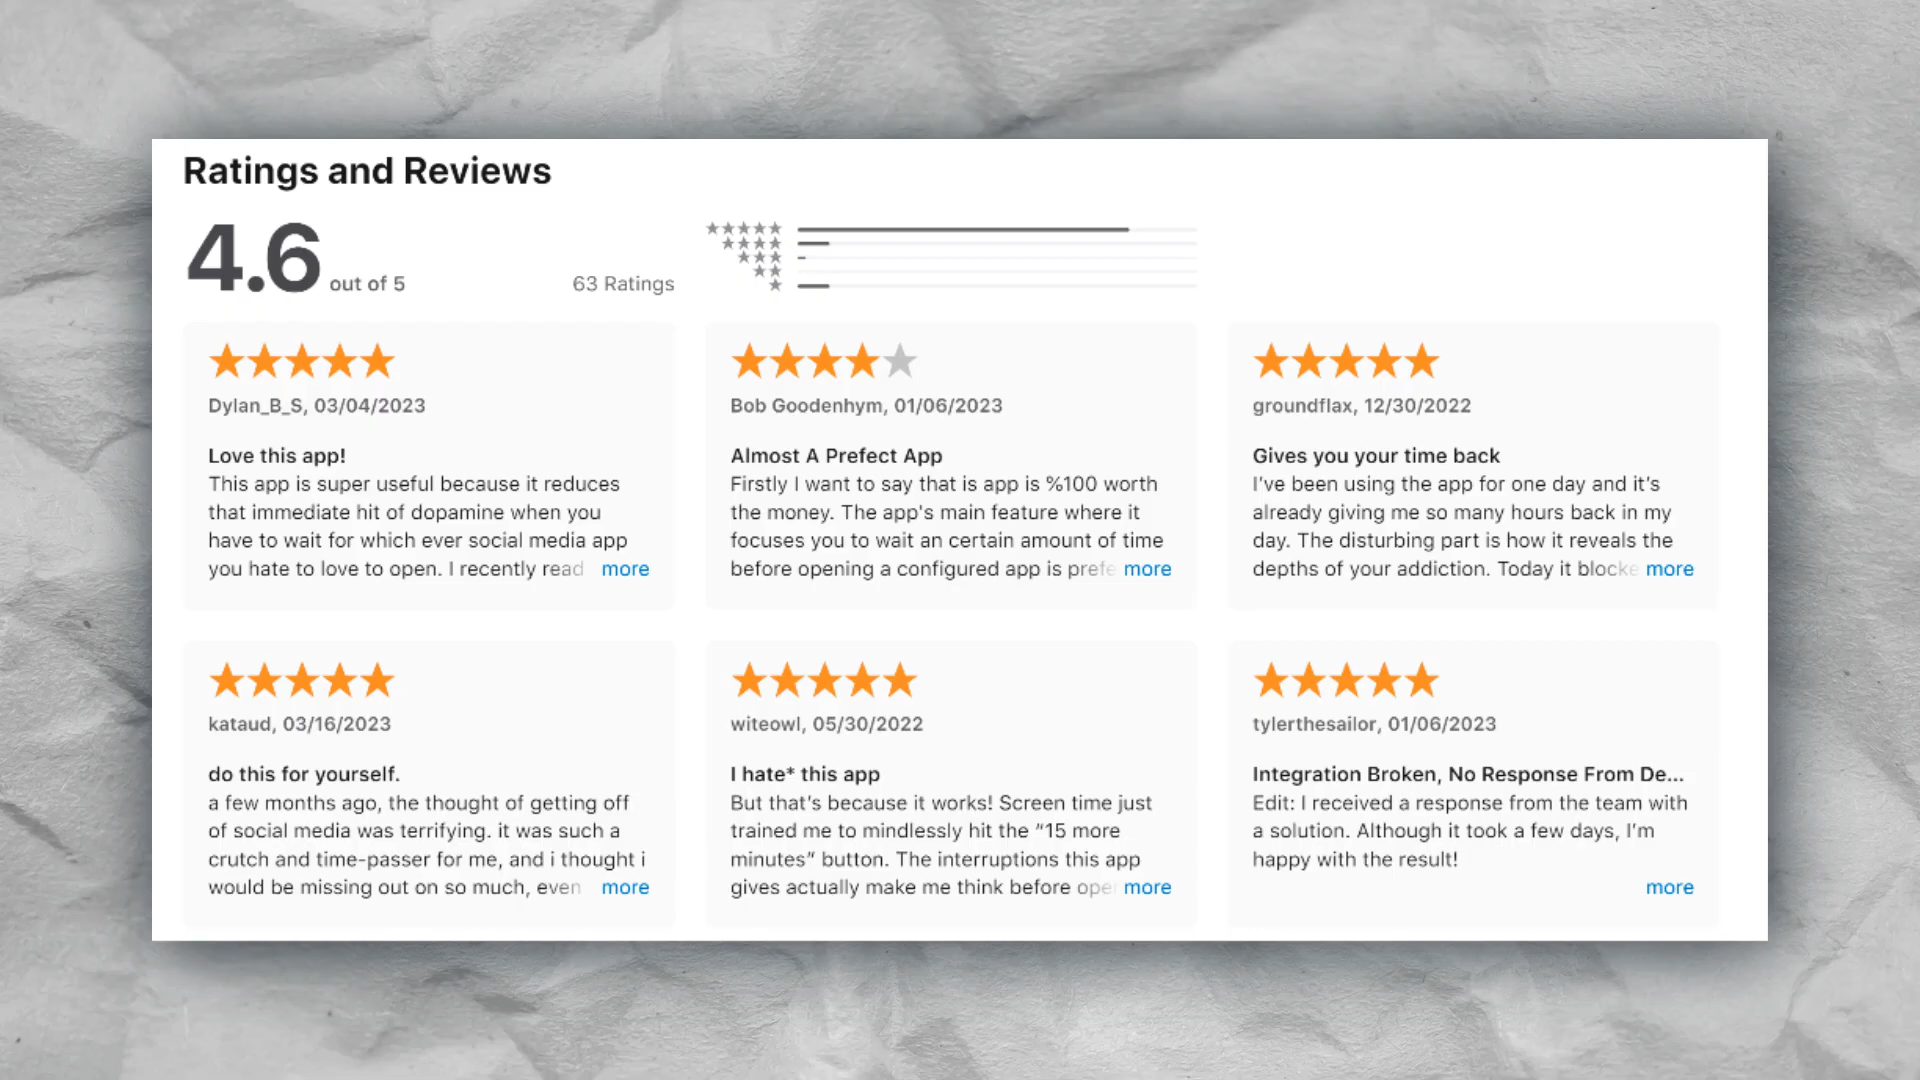 Ratings and Reviews
4.6 out of 5
63 Ratings
Dylan_B_S, 03/04/2023
Love this app!
This app is super useful because it reduces
that immediate hit of dopamine when you
have to wait for which ever social media app
you hate to love to open. I recently read more
Bob Goodenhym, 01/06/2023
Almost A Prefect App
Firstly I want to say that is app is %100 worth
the money. The app's main feature where it
focuses you to wait an certain amount of time
before opening a configured app is prefe more
groundflax, 12/30/2022
Gives you your time back
I've been using the app for one day and it's
already giving me so many hours back in my
day. The disturbing part is how it reveals the
depths of your addiction. Today it blocke more
kataud, 03/16/2023
do this for yourself.
a few months ago, the thought of getting off
of social media was terrifying. it was such a
crutch and time-passer for me, and i thought i
would be missing out on so much, even more
witeowl, 05/30/2022
I hate* this app
But that's because it works! Screen time just
trained me to mindlessly hit the “15 more
minutes” button. The interruptions this app
gives actually make me think before ope more
tylerthesailor, 01/06/2023
Integration Broken, No Response From De...
Edit: I received a response from the team with
a solution. Although it took a few days, I'm
happy with the result!
more